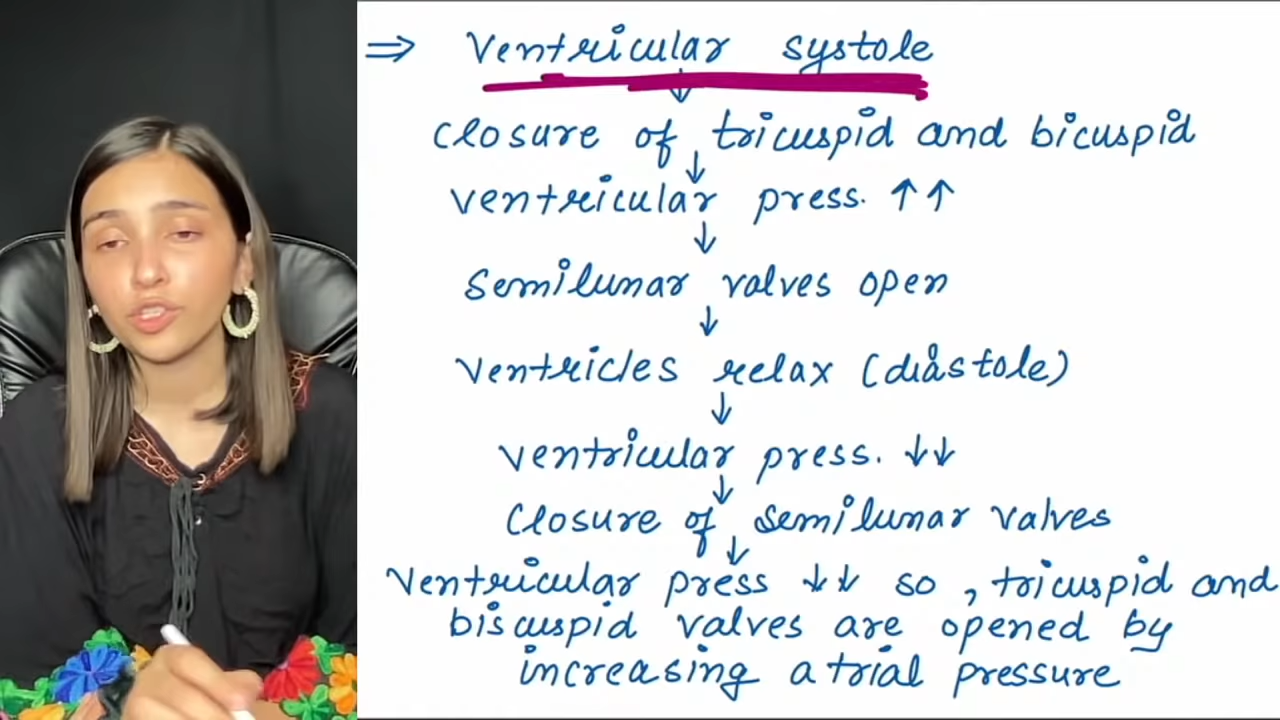 ⇒ Ventricular systole
↓
closure of tricuspid and bicuspid
↓
ventricular press. ↑↑
↓
semilunar valves open
↓
ventricles relax (diastole)
↓
ventricular press. ↓↓
↓
closure of semilunar valves
↓
Ventricular press ↓↓ so, tricuspid and
biscuspid valves are opened by
increasing atrial pressure